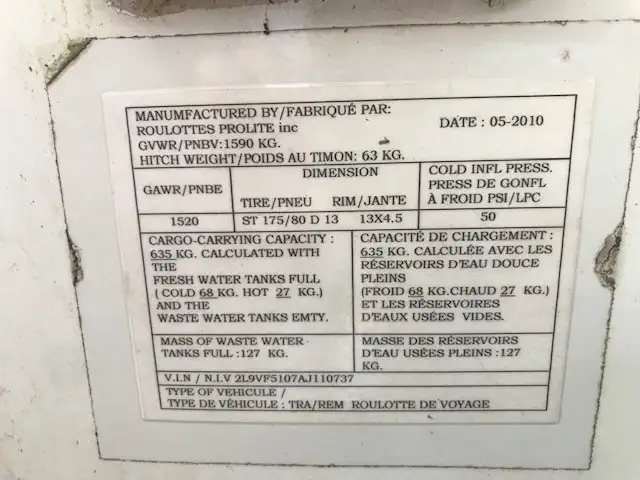 MANUMFACTURED BY/FABRIQUÉ PAR:
ROULOTTES PROLITE inc
DATE : 05-2010
GVWR/PNBV:1590 KG.
HITCH WEIGHT/POIDS AU TIMON: 63 KG.
GAWR/PNBE
DIMENSION
TIRE/PNEU RIM/JANTE
COLD INFL PRESS.
PRESS DE GONFL
À FROID PSI/LPC
1520
ST 175/80 D 13 13X4.5
50
CARGO-CARRYING CAPACITY :
635 KG. CALCULATED WITH
THE
FRESH WATER TANKS FULL
( COLD 68 KG. HOT 27 KG.)
AND THE
WASTE WATER TANKS EMTY.
CAPACITÉ DE CHARGEMENT :
635 KG. CALCULÉE AVEC LES
RÉSERVOIRS D'EAU DOUCE
PLEINS
(FROID 68 KG.CHAUD 27 KG.)
ET LES RÉSERVOIRES
D'EAUX USÉES VIDES.
MASS OF WASTE WATER
TANKS FULL :127 KG.
MASSE DES RÉSERVOIRS
D'EAU USÉES PLEINS :127
KG.
V.I.N / N.I.V 2L9VF5107AJ110737
TYPE OF VEHICULE /
TYPE DE VÉHICULE : TRA/REM ROULOTTE DE VOYAGE